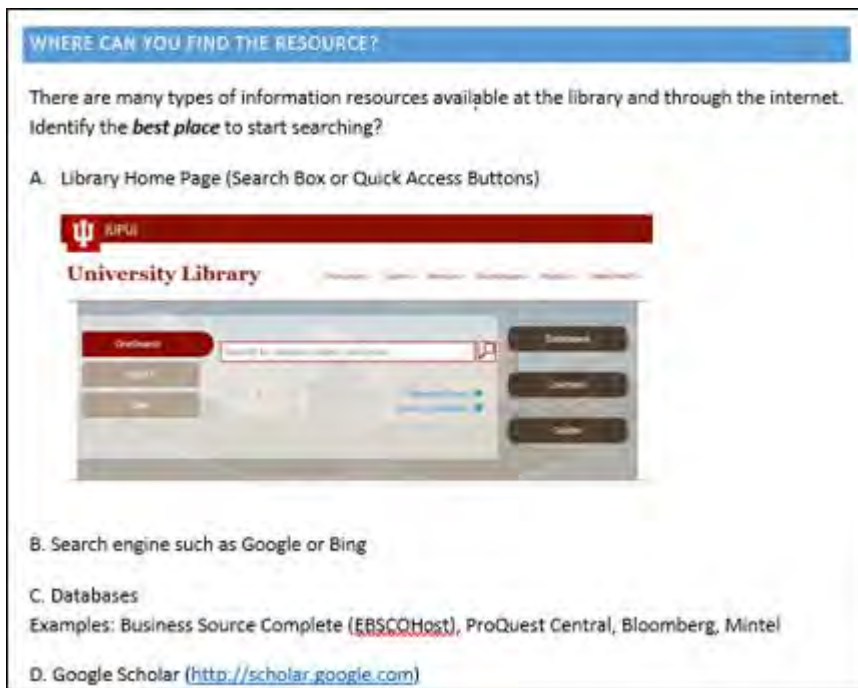 WHERE CAN YOU FIND THE RESOURCE?
There are many types of information resources available at the library and through the internet.
Identify the best place to start searching?
A. Library Home Page (Search Box or Quick Access Buttons)
IUPUI
University Library
OneSearch
B. Search engine such as Google or Bing
C. Databases
Examples: Business Source Complete (EBSCOHost), ProQuest Central, Bloomberg, Mintel
D. Google Scholar (http://scholar.google.com)